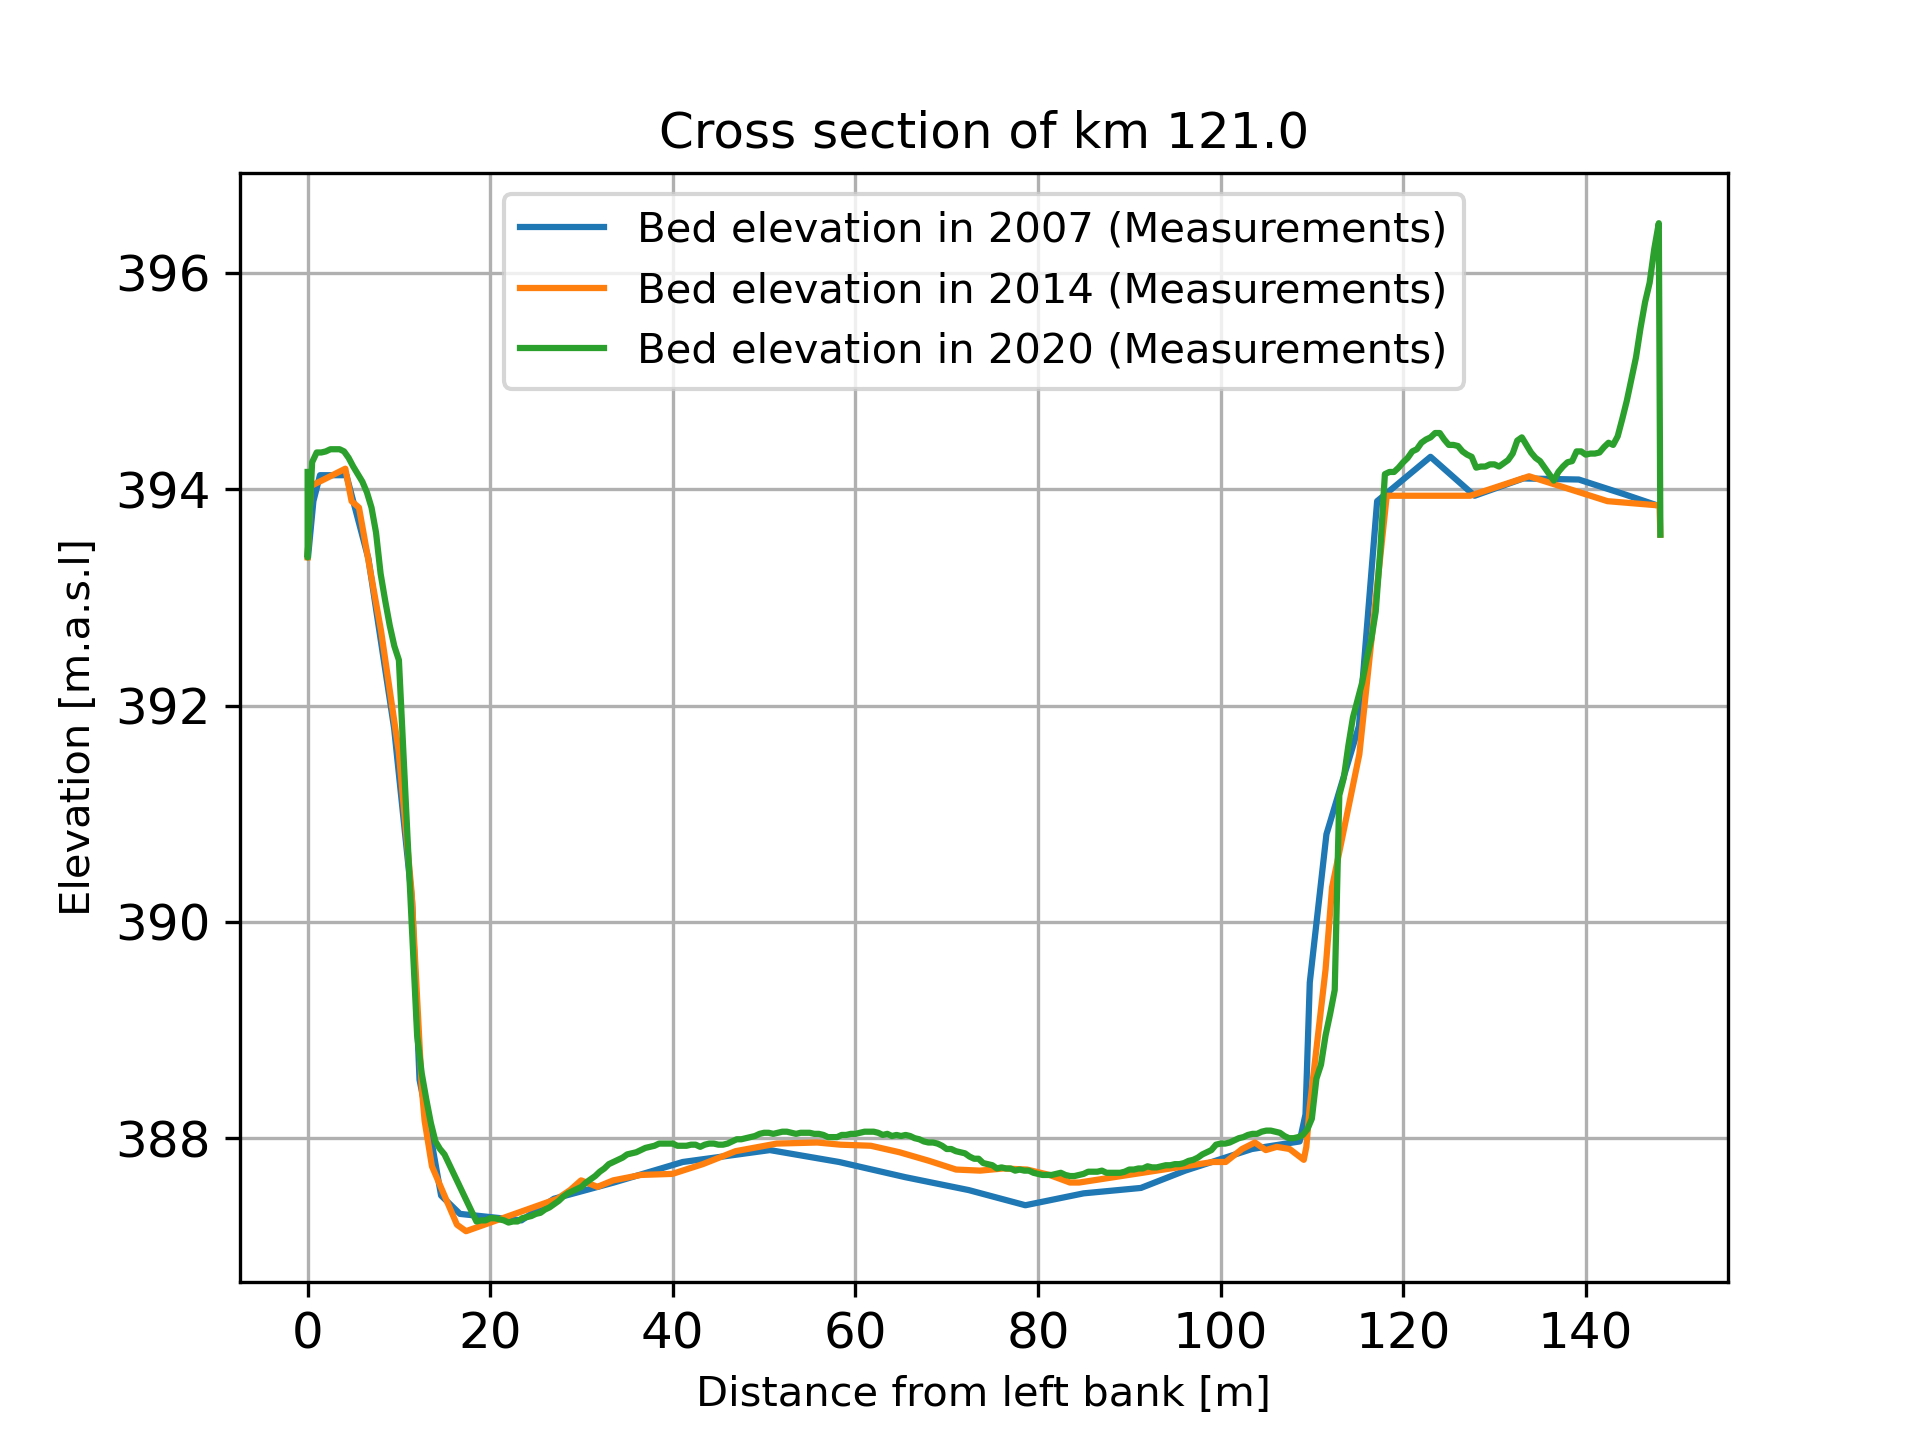 Cross section of km 121.0
Bed elevation in 2007 (Measurements)
Bed elevation in 2014 (Measurements)
Bed elevation in 2020 (Measurements)
396
394
392
390
388
Elevation [m.a.s.l]
0 20 40 60 80 100 120 140
Distance from left bank [m]